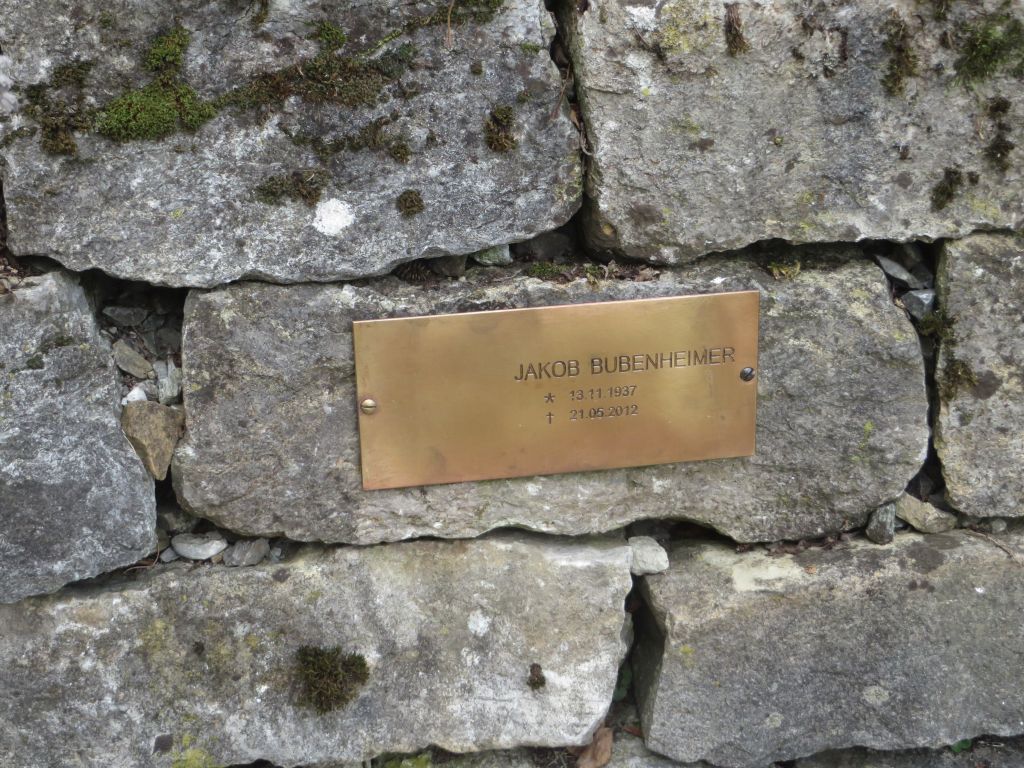 JAKOB BUBENHEIMER
* 13.11.1937
† 21.05.2012